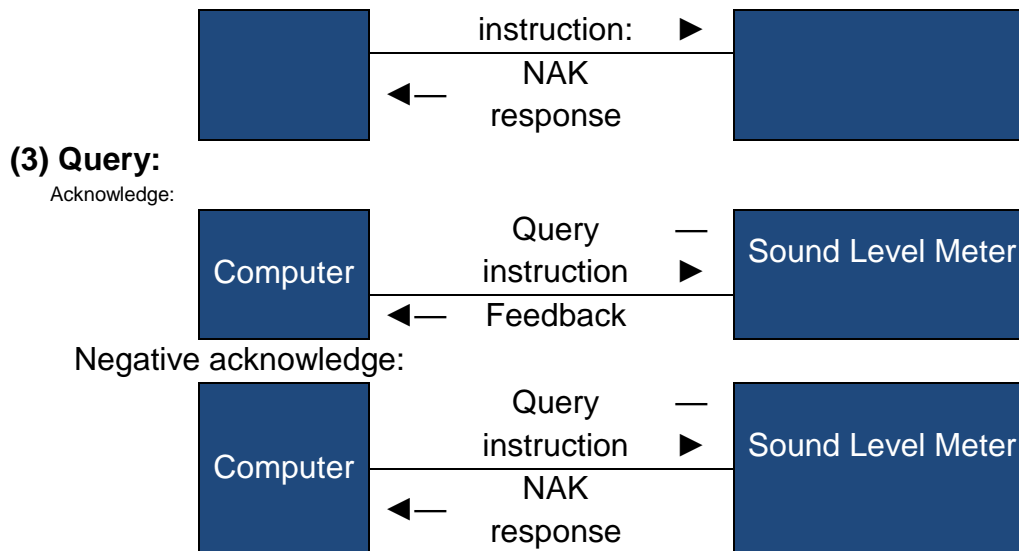 instruction: ►
NAK
◄—
response
(3) Query:
Acknowledge:
Query —
Computer instruction ► Sound Level Meter
◄— Feedback
Negative acknowledge:
Query —
Computer instruction ► Sound Level Meter
NAK
◄—
response